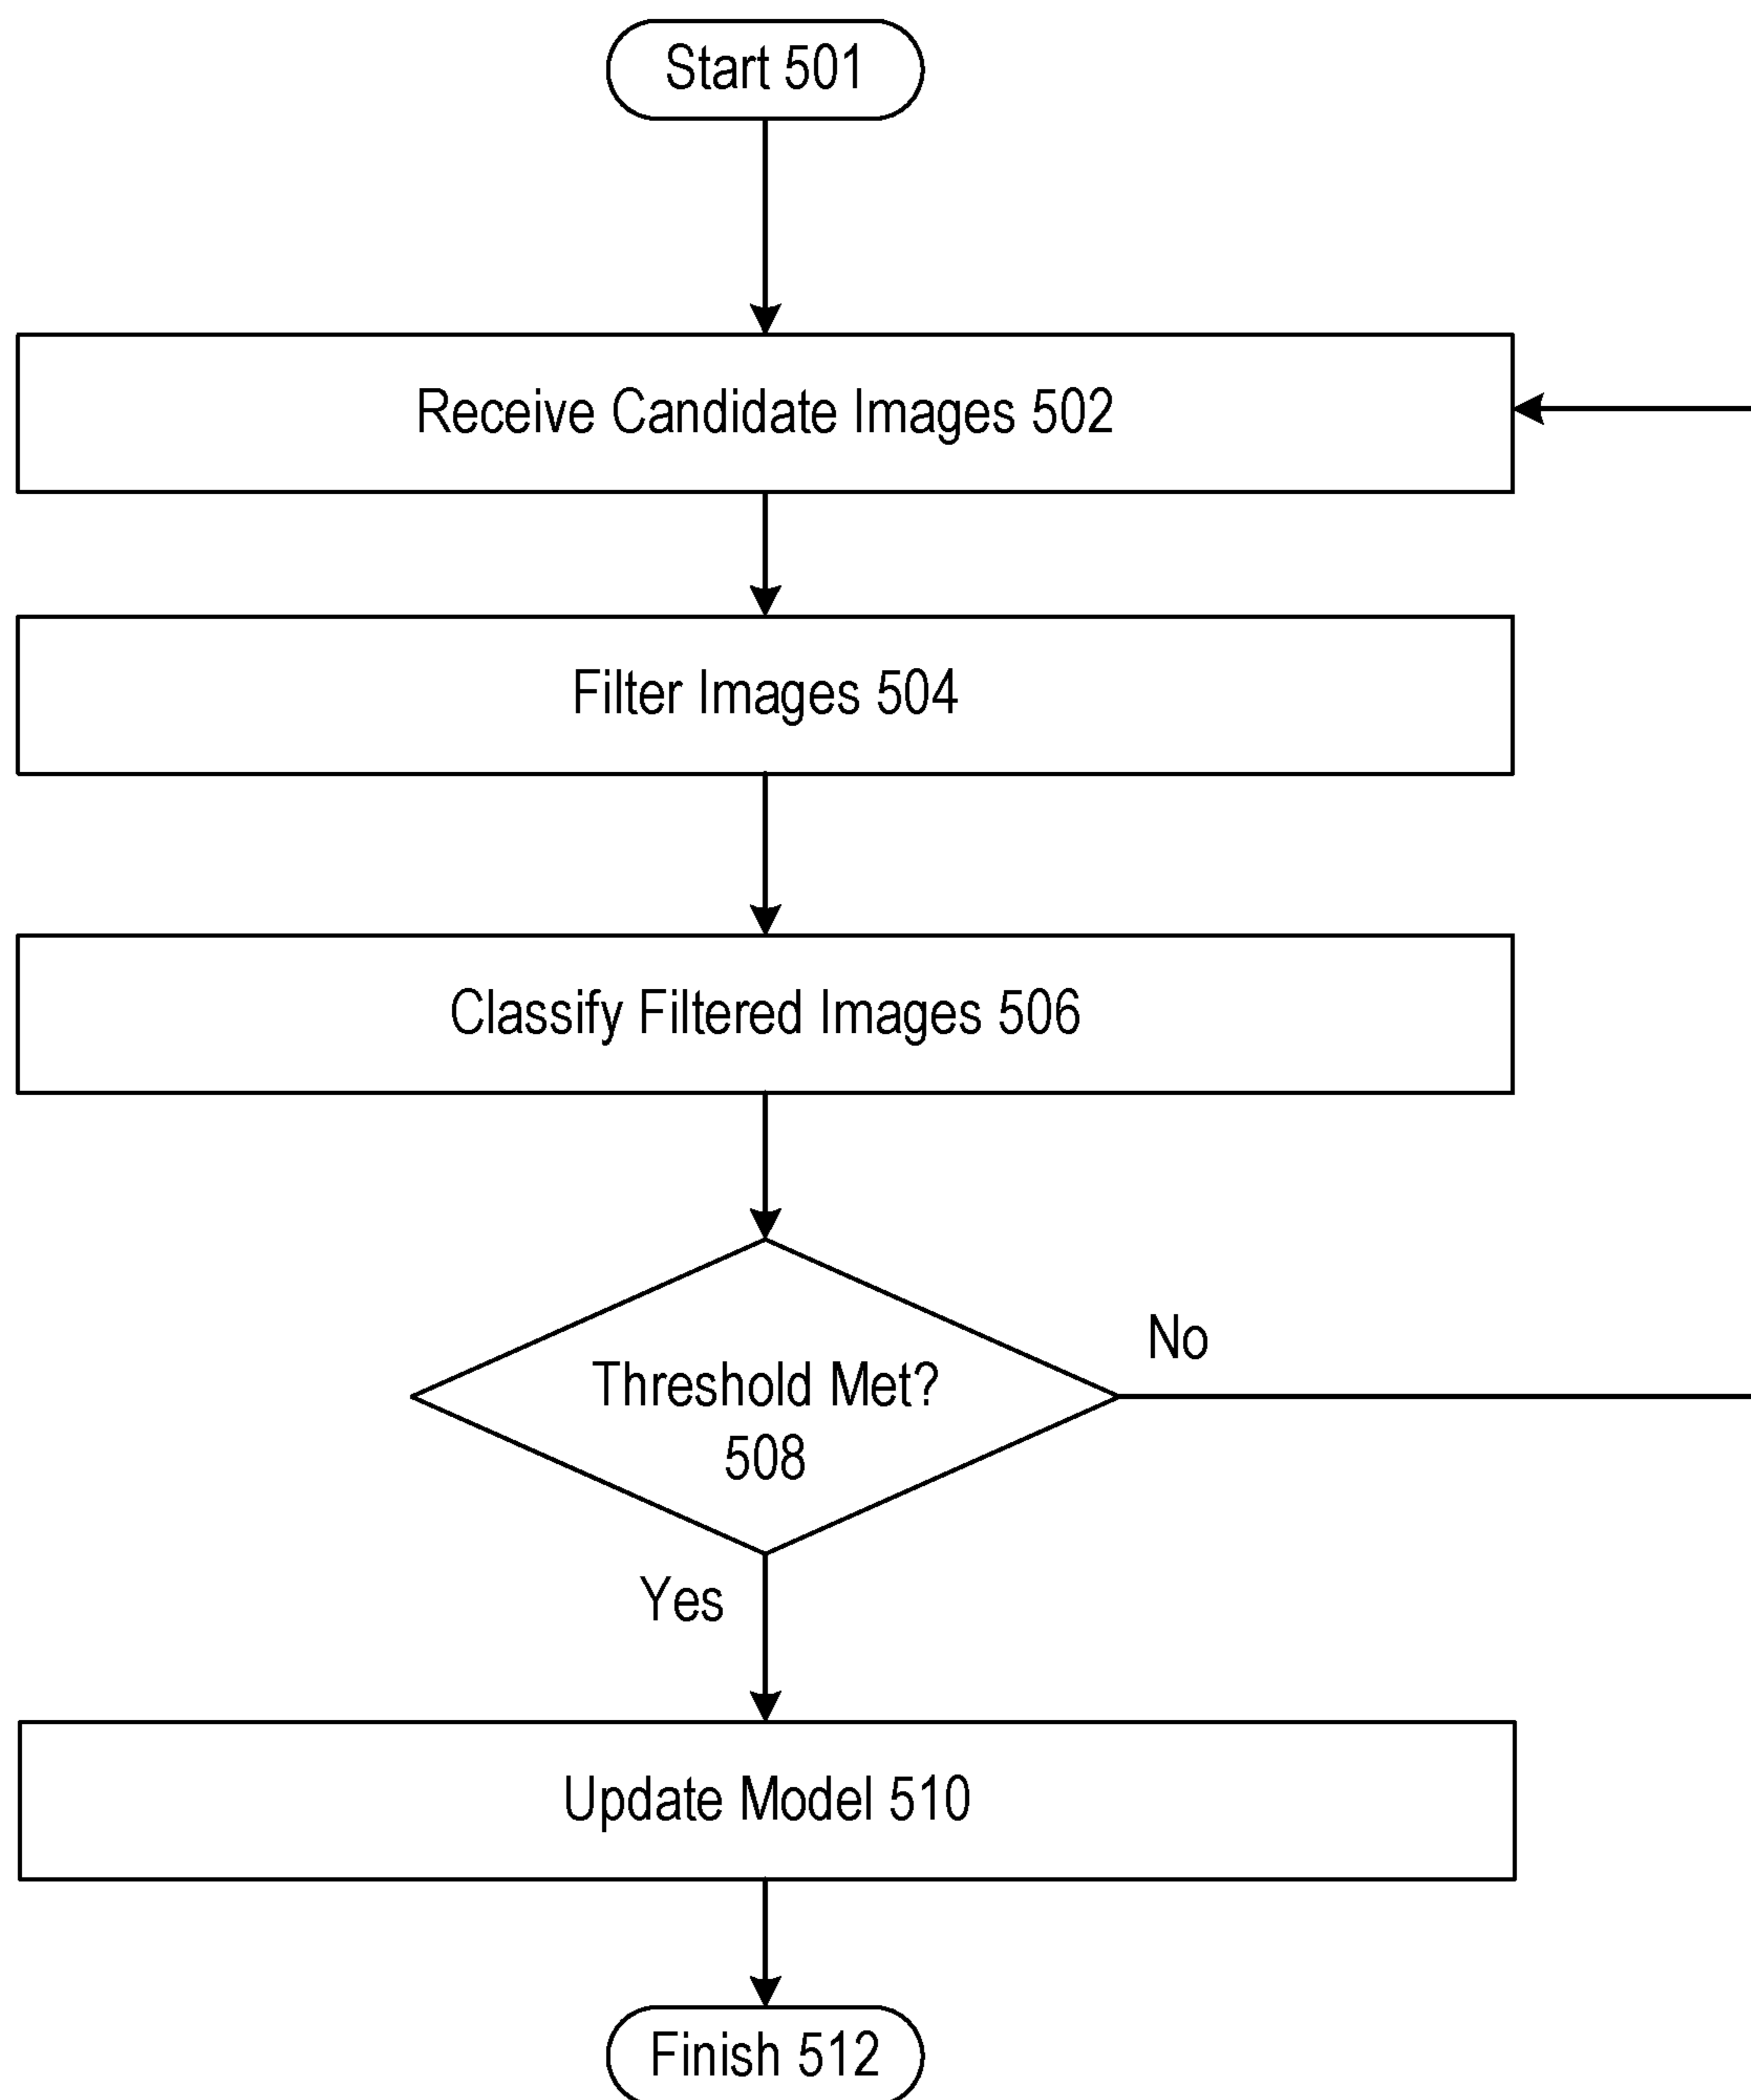 Start 501
Receive Candidate Images 502
Filter Images 504
Classify Filtered Images 506
No
Threshold Met?
508
Yes
Update Model 510
Finish 512